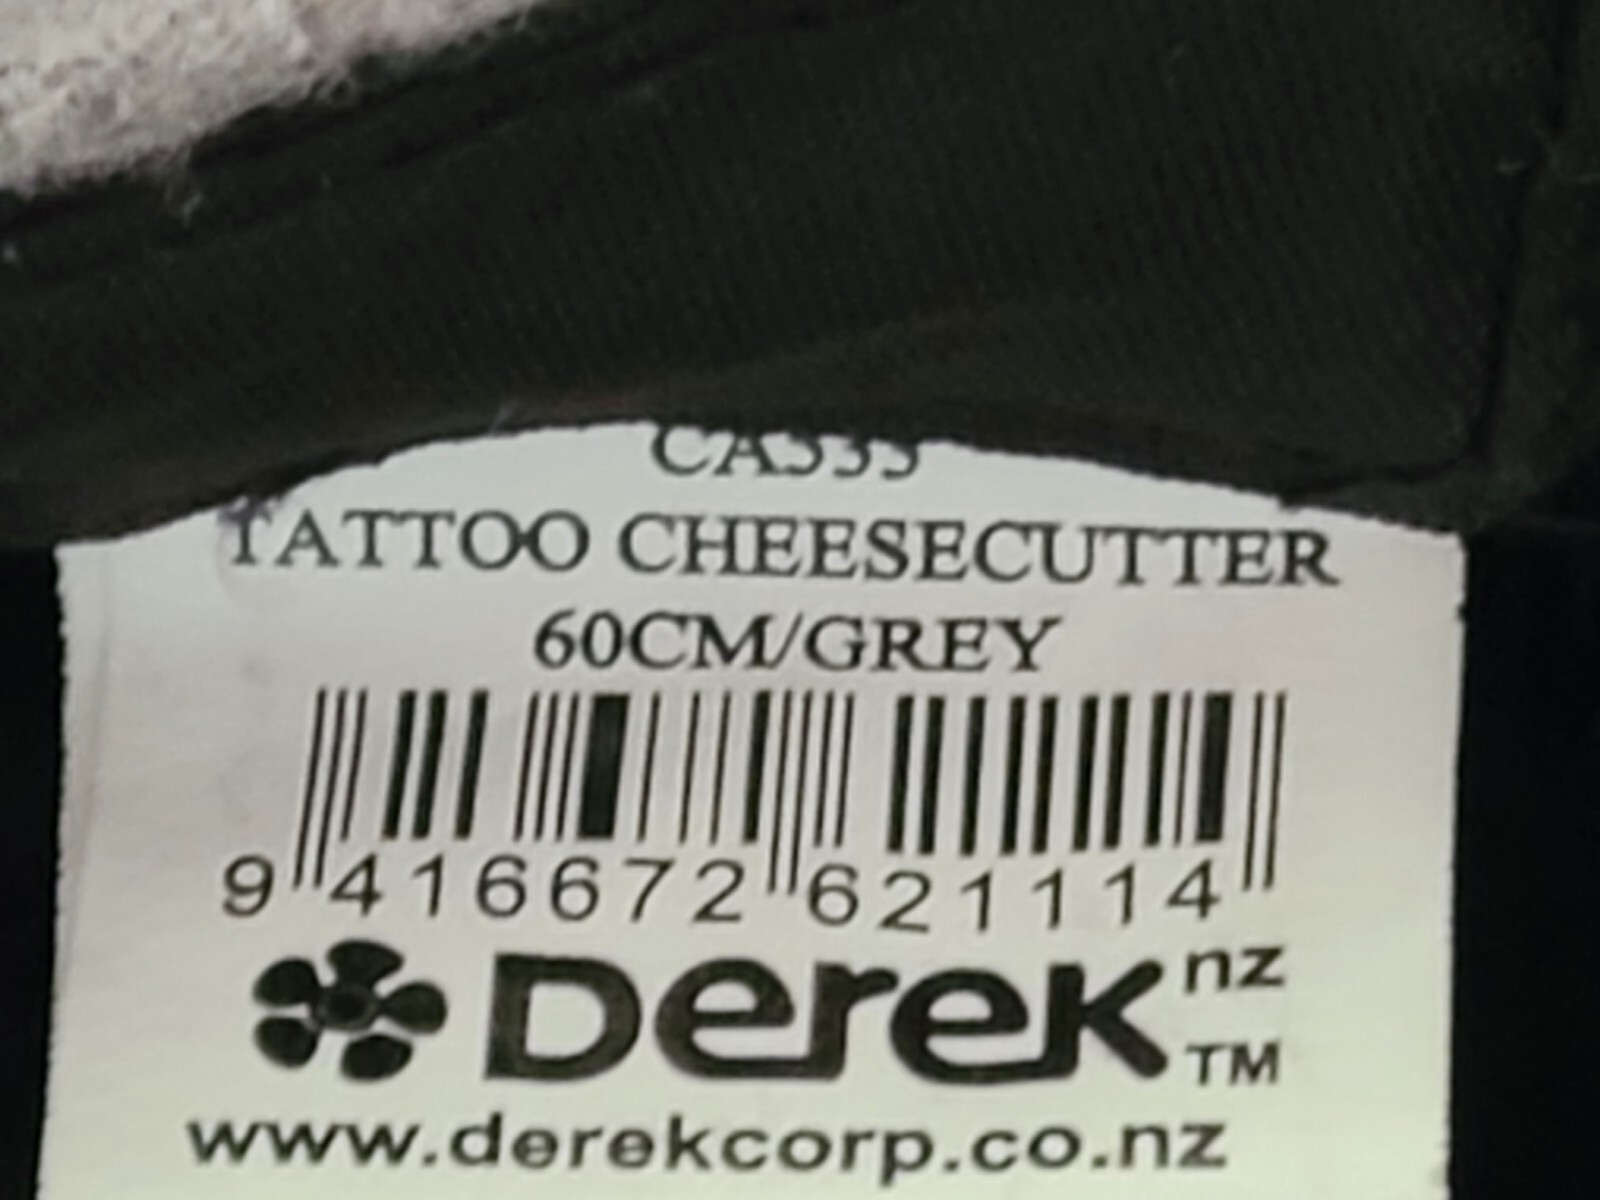 TATTOO CHEESECUTTER
60CM/GREY
9 416672 621114
Derek nz TM
www.derekcorp.co.nz